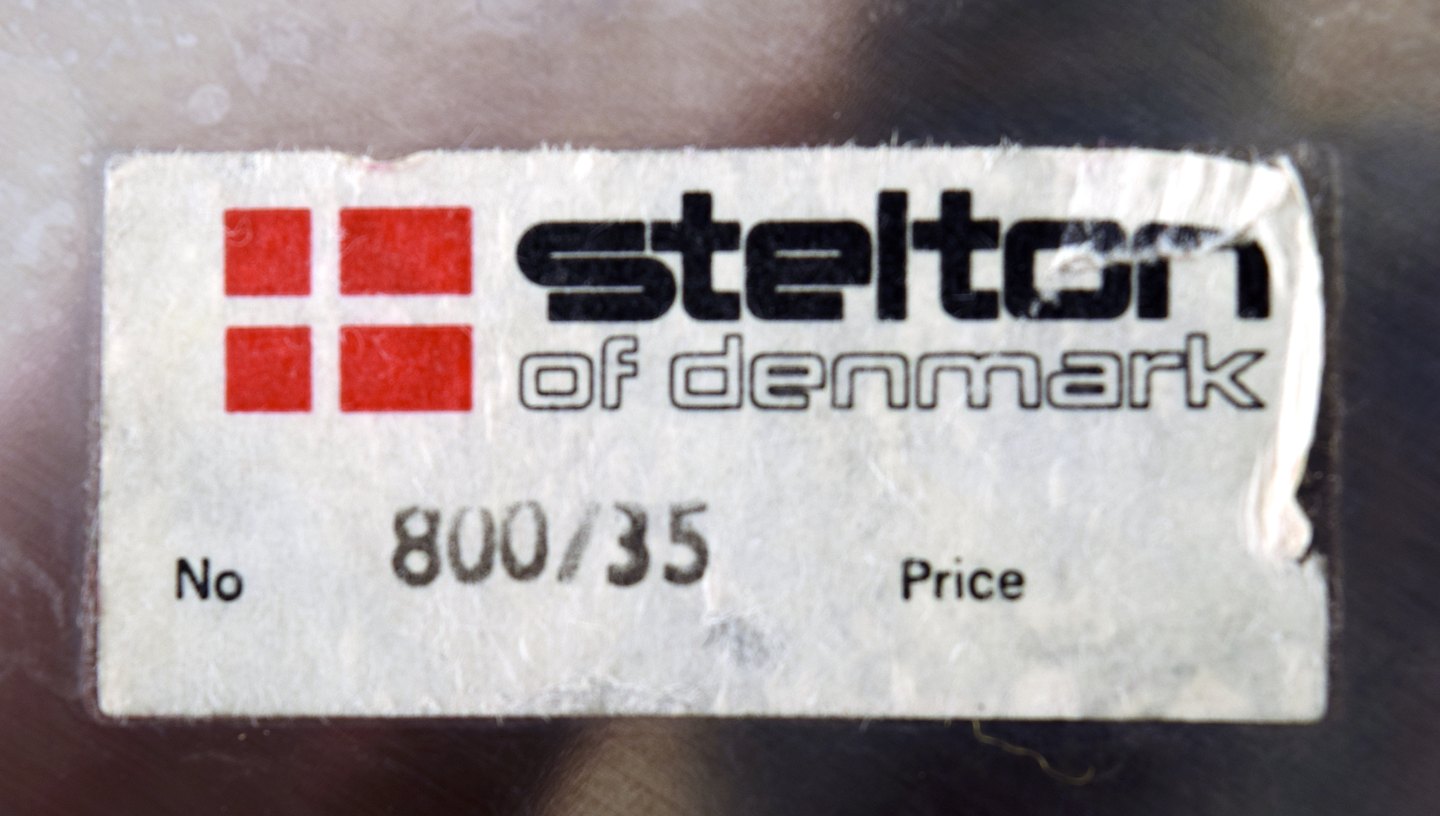 stelton
of denmark
No 800/35 Price